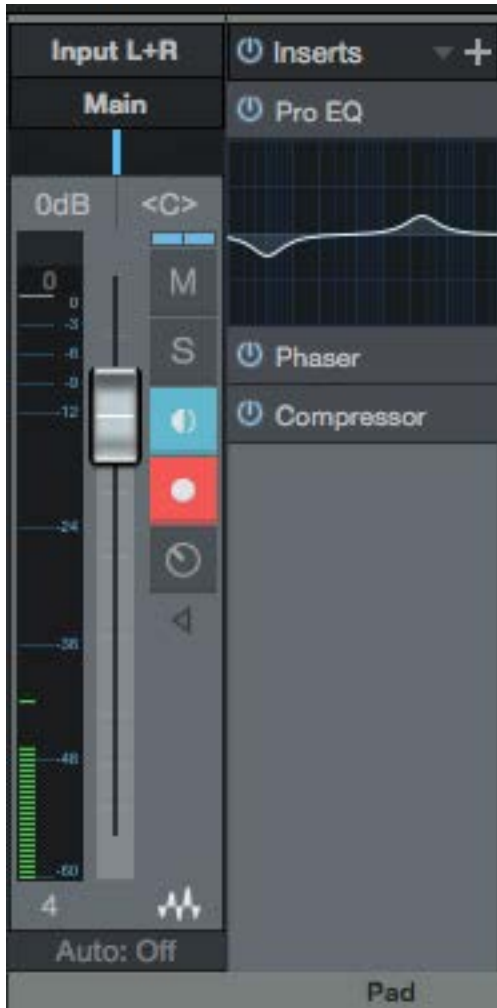 Input L+R
Main
0dB <C>
0
0
-3
-6
-9
-12
-24
-36
-48
-60
M
S
4
Auto: Off
Inserts
Pro EQ
Phaser
Compressor
Pad